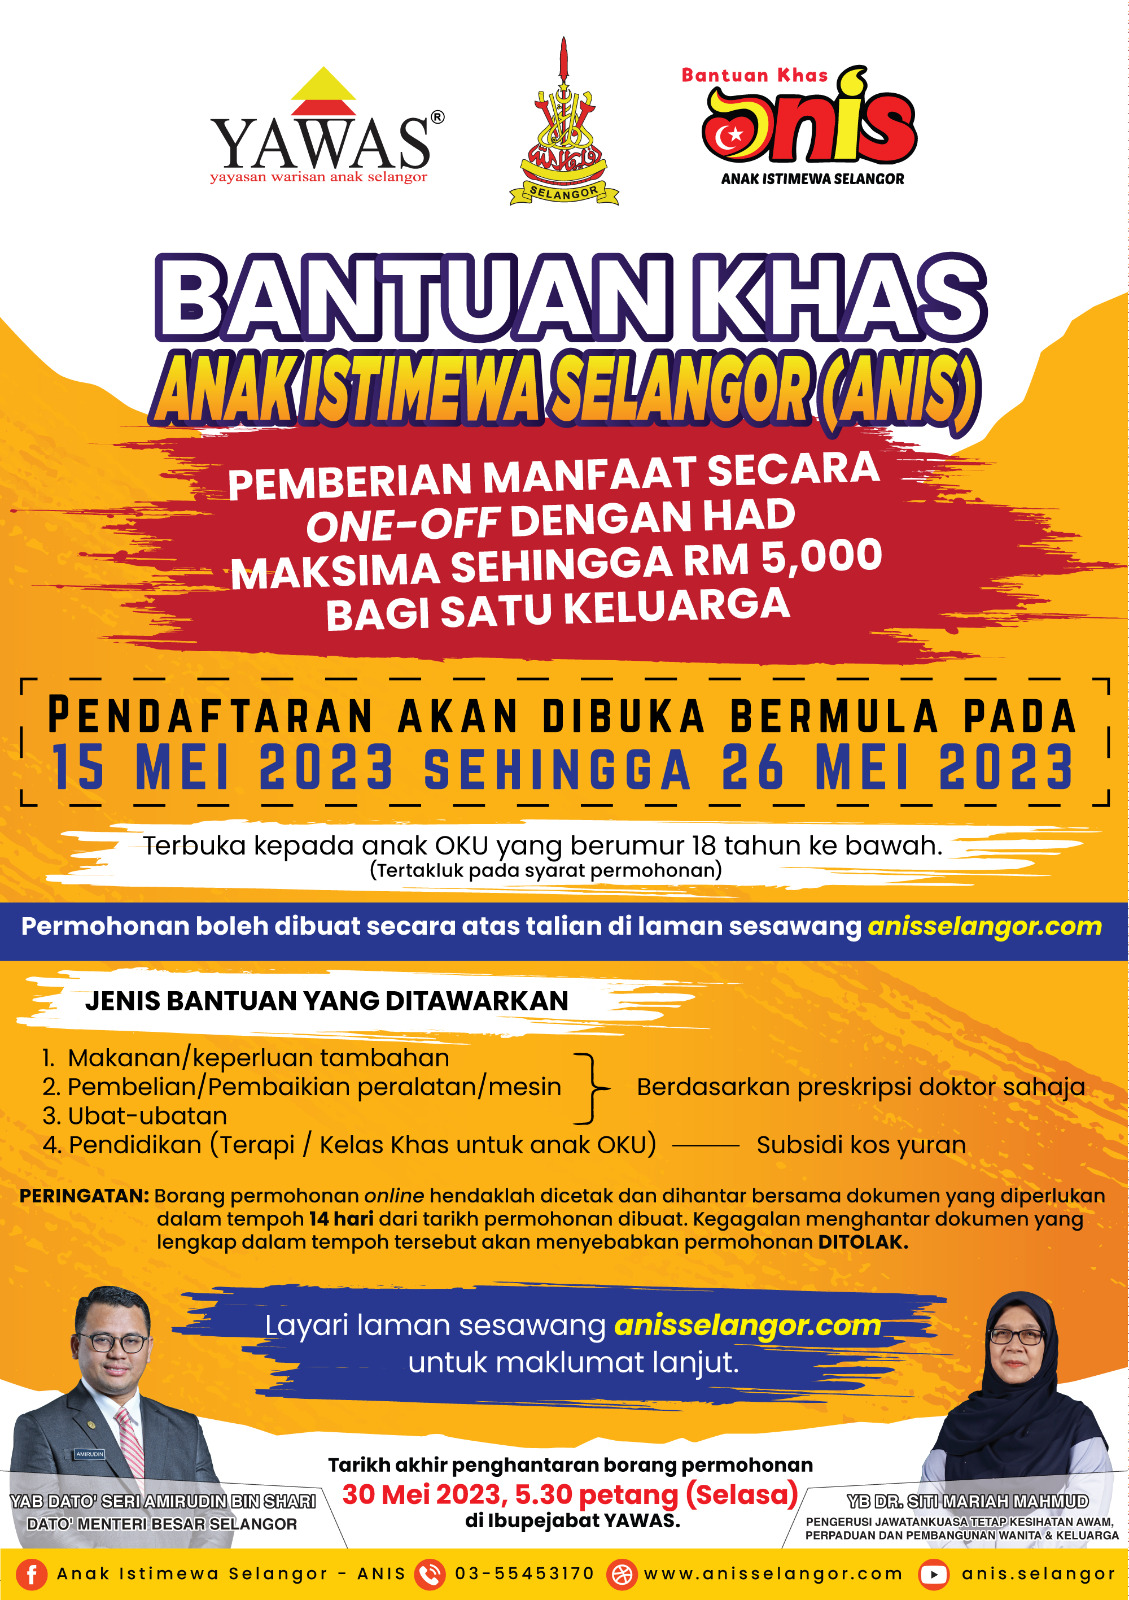 YAWAS®
yayasan warisan anak selangor
SELANGOR
Bantuan Khas
anis
ANAK ISTIMEWA SELANGOR
BANTUAN KHAS
ANAK ISTIMEWA SELANGOR (ANIS)
PEMBERIAN MANFAAT SECARA
ONE-OFF DENGAN HAD
MAKSIMA SEHINGGA RM 5,000
BAGI SATU KELUARGA
PENDAFTARAN AKAN DIBUKA BERMULA PADA
15 MEI 2023 SEHINGGA 26 MEI 2023
Terbuka kepada anak OKU yang berumur 18 tahun ke bawah.
(Tertakluk pada syarat permohonan)
Permohonan boleh dibuat secara atas talian di laman sesawang anisselangor.com
JENIS BANTUAN YANG DITAWARKAN
1. Makanan/keperluan tambahan
2. Pembelian/Pembaikian peralatan/mesin
Berdasarkan preskripsi doktor sahaja
3. Ubat-ubatan
4. Pendidikan (Terapi / Kelas Khas untuk anak OKU) Subsidi kos yuran
PERINGATAN: Borang permohonan online hendaklah dicetak dan dihantar bersama dokumen yang diperlukan
dalam tempoh 14 hari dari tarikh permohonan dibuat. Kegagalan menghantar dokumen yang
lengkap dalam tempoh tersebut akan menyebabkan permohonan DITOLAK.
Layari laman sesawang anisselangor.com
untuk maklumat lanjut.
AMIRUDIN
YAB DATO' SERI AMIRUDIN BIN SHARI
DATO' MENTERI BESAR SELANGOR
Tarikh akhir penghantaran borang permohonan
30 Mei 2023, 5.30 petang (Selasa)
di Ibupejabat YAWAS.
YB DR. SITI MARIAH MAHMUD
PENGERUSI JAWATANKUASA TETAP KESIHATAN AWAM,
PERPADUAN DAN PEMBANGUNAN WANITA & KELUARGA
Anak Istimewa Selangor - ANIS 03-55453170 www.anisselangor.com anis.selangor